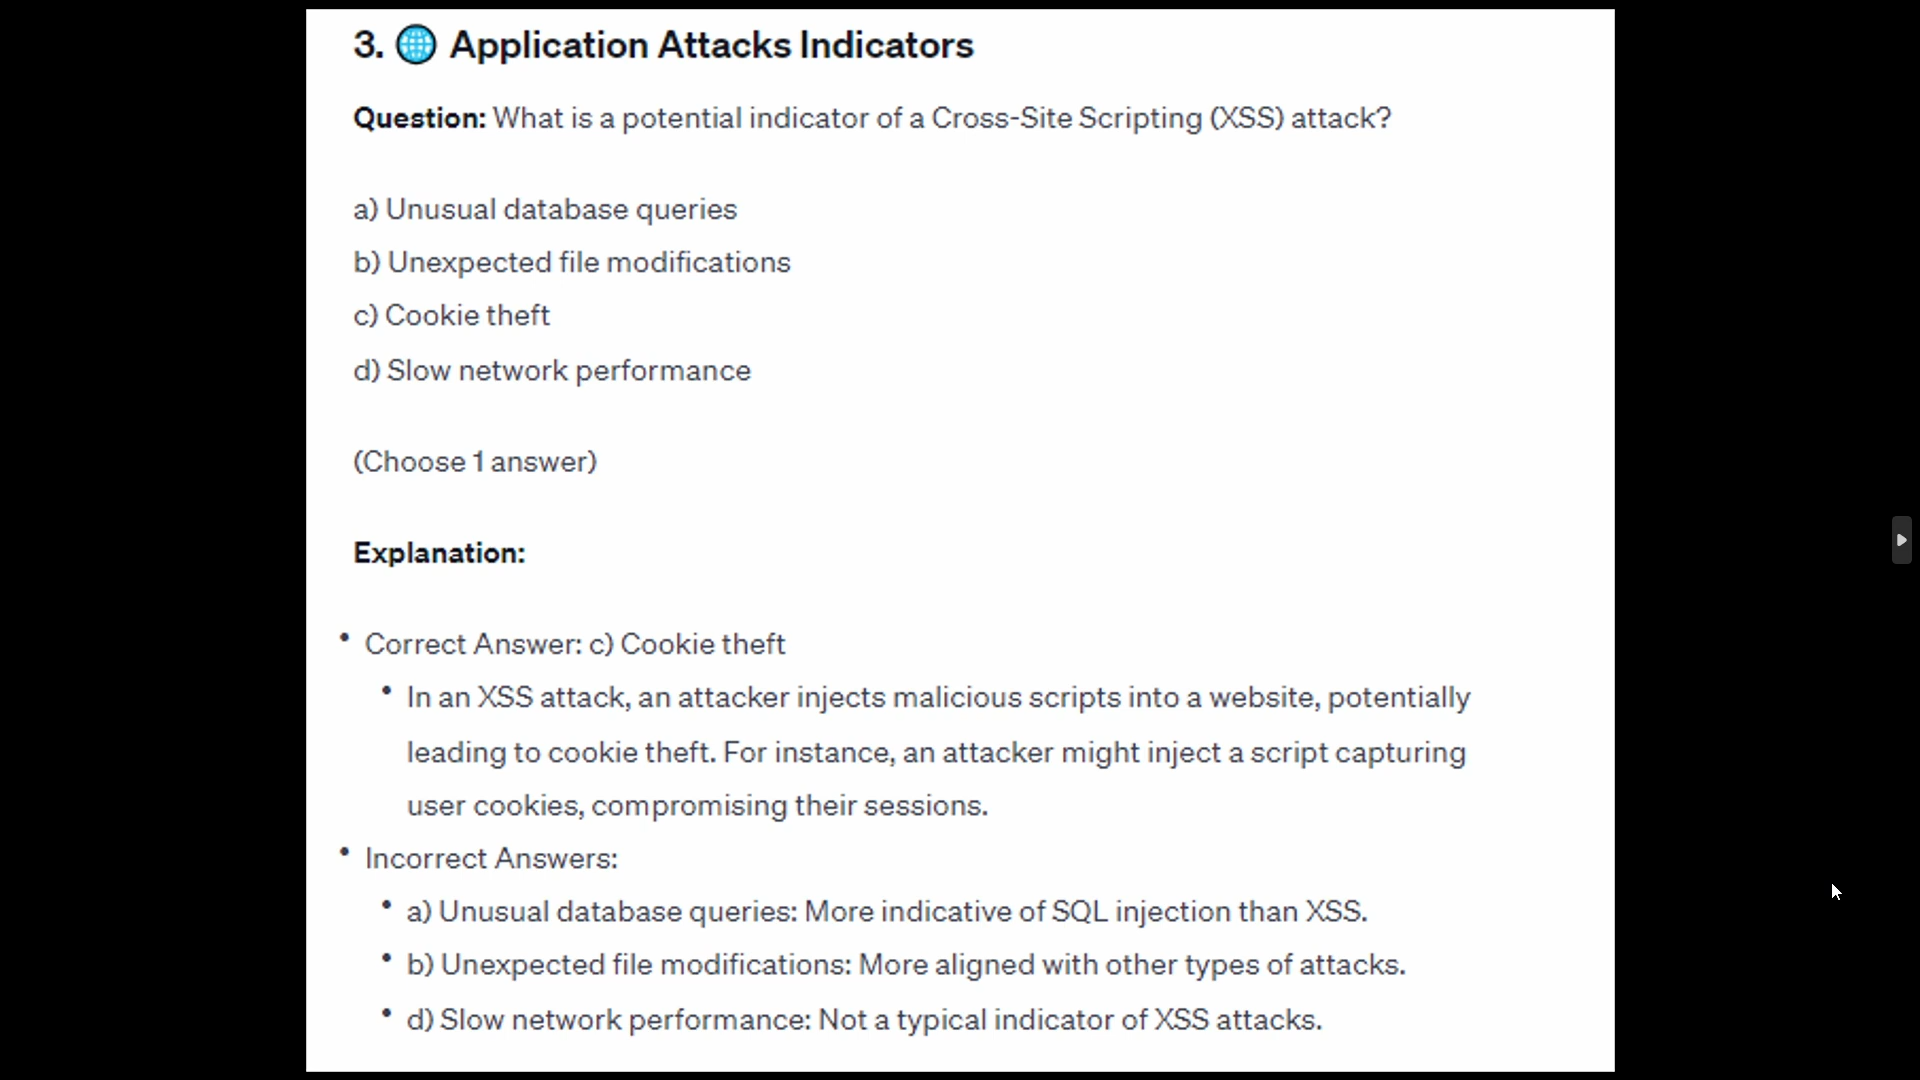 3. 🌐 Application Attacks Indicators
Question: What is a potential indicator of a Cross-Site Scripting (XSS) attack?
a) Unusual database queries
b) Unexpected file modifications
c) Cookie theft
d) Slow network performance
(Choose 1 answer)
Explanation:
• Correct Answer: c) Cookie theft
• In an XSS attack, an attacker injects malicious scripts into a website, potentially
leading to cookie theft. For instance, an attacker might inject a script capturing
user cookies, compromising their sessions.
• Incorrect Answers:
• a) Unusual database queries: More indicative of SQL injection than XSS.
• b) Unexpected file modifications: More aligned with other types of attacks.
• d) Slow network performance: Not a typical indicator of XSS attacks.